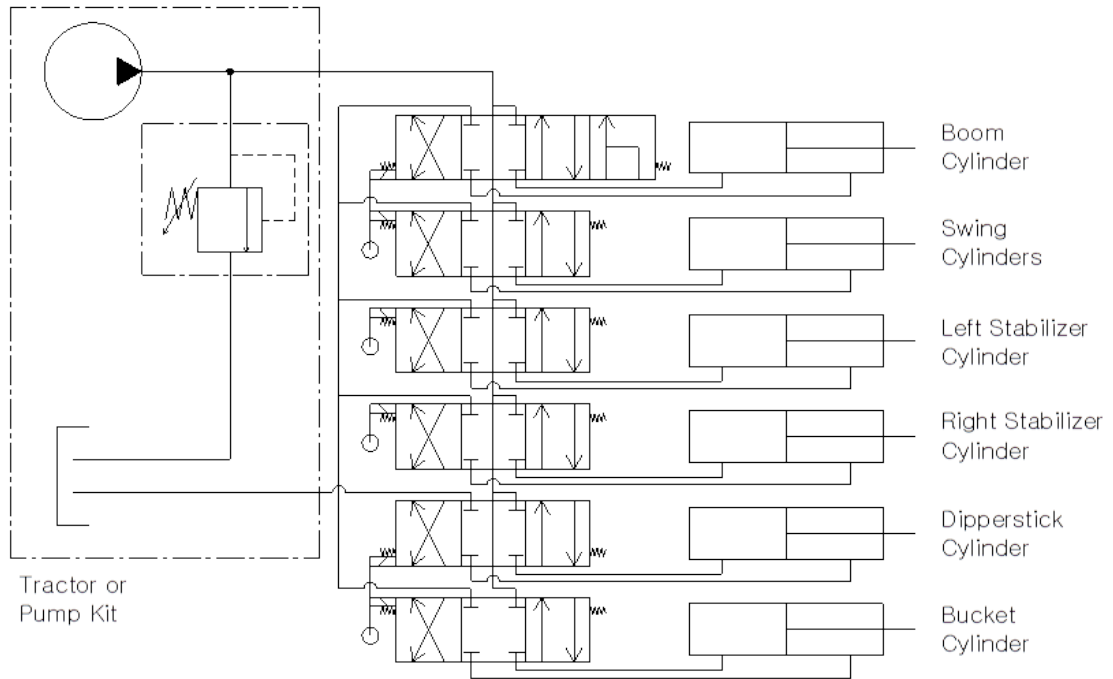 Boom
Cylinder
Swing
Cylinders
Left Stabilizer
Cylinder
Right Stabilizer
Cylinder
Dipperstick
Cylinder
Tractor or
Pump Kit
Bucket
Cylinder